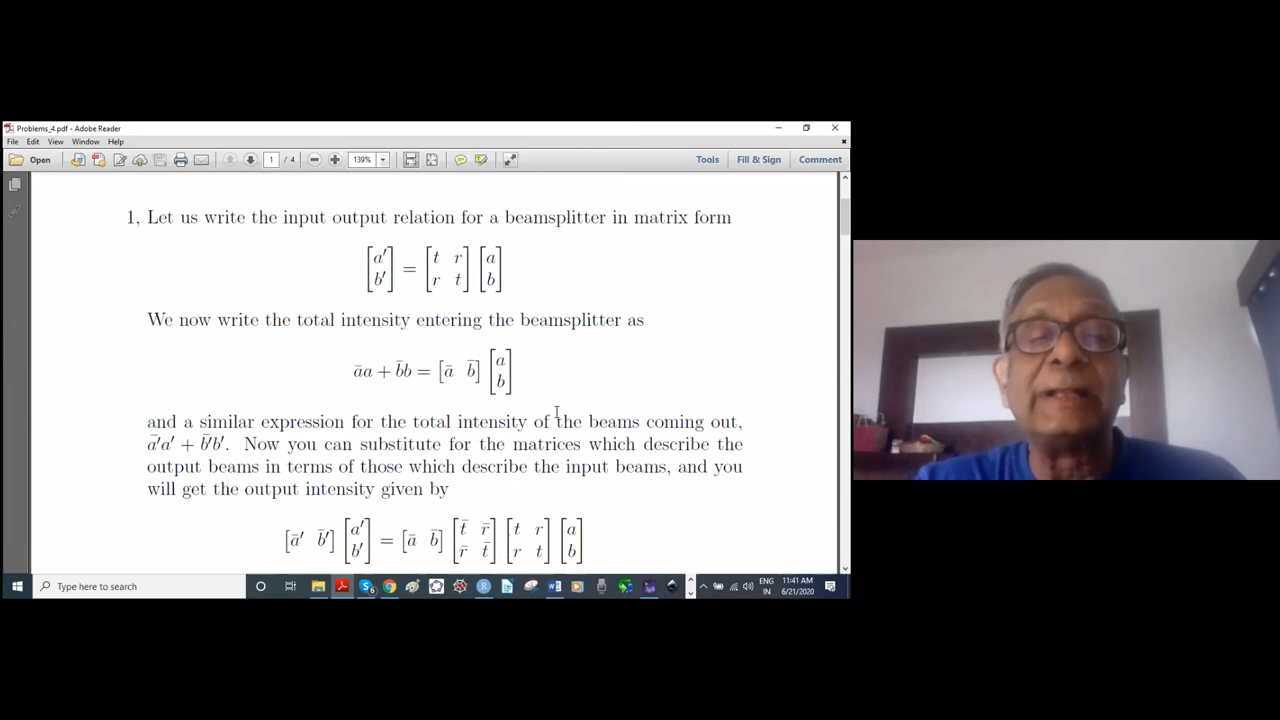 Problems_4.pdf - Adobe Reader
File Edit View Window Help
Open 1 / 4 139% Tools Fill & Sign Comment
1, Let us write the input output relation for a beamsplitter in matrix form
[a′ b′] = [t r r t] [a b]
We now write the total intensity entering the beamsplitter as
āa + b̄b = [ā b̄] [a b]
and a similar expression for the total intensity of the beams coming out,
ā′a′ + b̄′b′. Now you can substitute for the matrices which describe the
output beams in terms of those which describe the input beams, and you
will get the output intensity given by
[ā′ b̄′] [a′ b′] = [ā b̄] [t̄ r̄ r̄ t̄] [t r r t] [a b]
Type here to search
6
ENG
IN
11:41 AM
6/21/2020